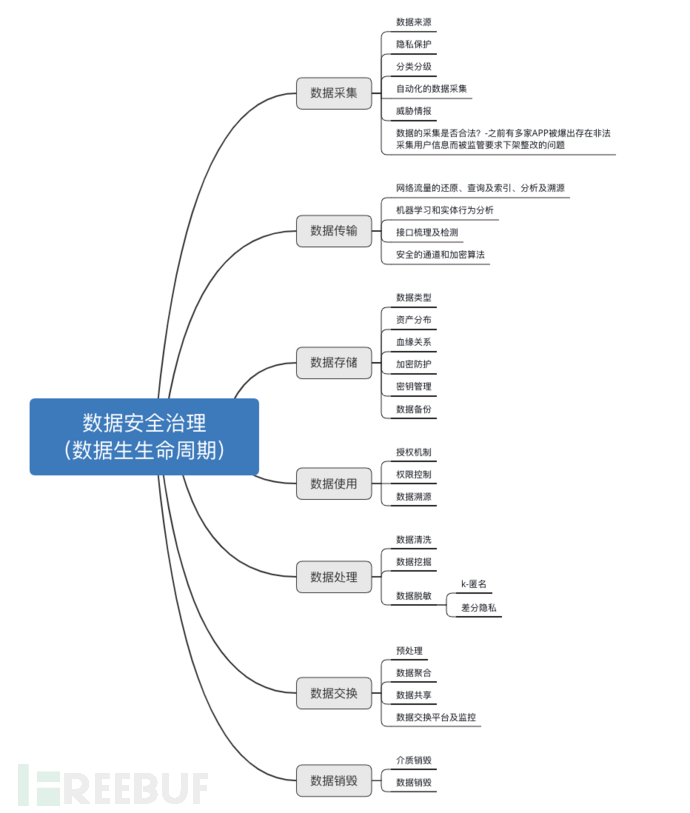 数据来源
隐私保护
分类分级
数据采集
自动化的数据采集
威胁情报
数据的采集是否合法？-之前有多家APP被爆出存在非法
采集用户信息而被监管要求下架整改的问题
网络流量的还原、查询及索引、分析及溯源
机器学习和实体行为分析
数据传输
接口梳理及检测
安全的通道和加密算法
数据类型
资产分布
血缘关系
数据存储
加密防护
密钥管理
数据备份
数据安全治理
（数据生生命周期）
授权机制
权限控制
数据使用
数据溯源
数据清洗
数据挖掘
数据处理
数据脱敏
k-匿名
差分隐私
预处理
数据聚合
数据交换
数据共享
数据交换平台及监控
介质销毁
数据销毁
数据销毁
FREEBUF